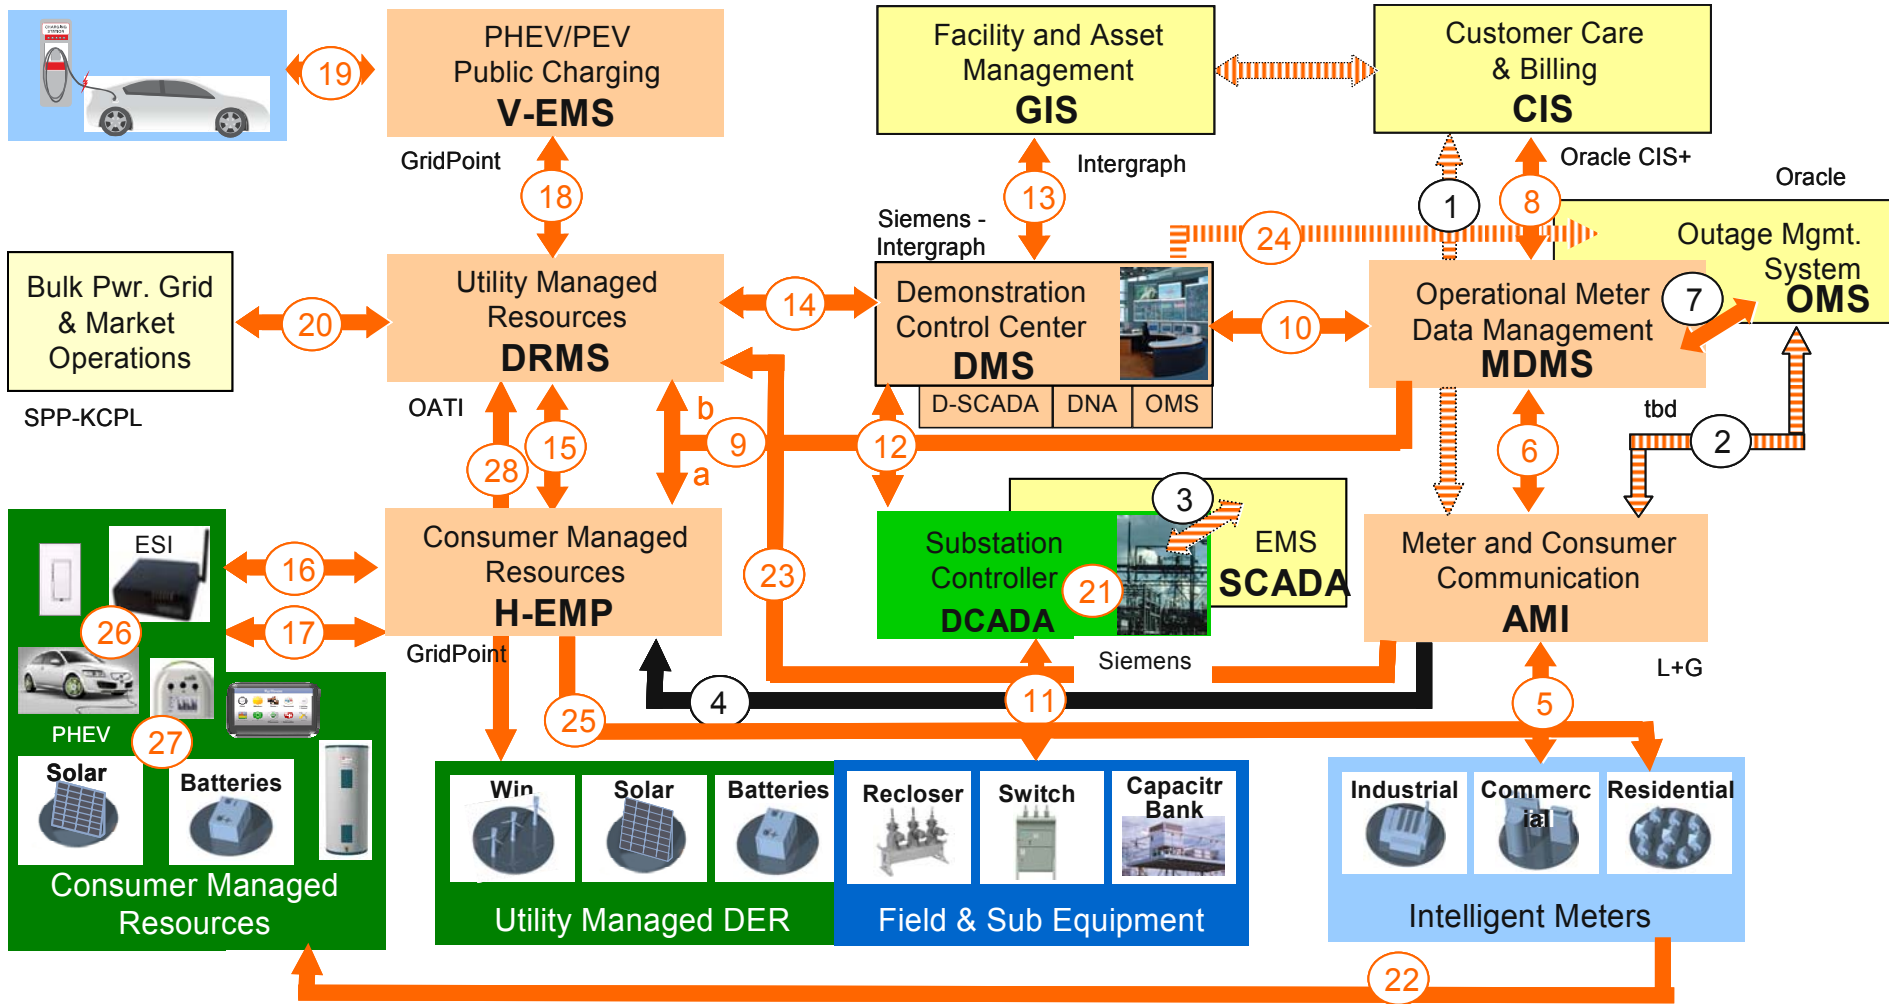 CHARGING
STATION
19
PHEV/PEV
Public Charging
V-EMS
GridPoint
18
Facility and Asset
Management
GIS
Intergraph
13
Customer Care
& Billing
CIS
Oracle CIS+
1
8
Oracle
Outage Mgmt.
System
OMS
7
24
Siemens -
Intergraph
Bulk Pwr. Grid
& Market
Operations
SPP-KCPL
20
Utility Managed
Resources
DRMS
OATI
14
Demonstration
Control Center
DMS
D-SCADA
DNA
OMS
10
Operational Meter
Data Management
MDMS
tbd
2
6
28
15
b
9
a
12
3
EMS
SCADA
Substation
Controller
DCADA
21
Siemens
Meter and Consumer
Communication
AMI
L+G
5
Consumer Managed
Resources
H-EMP
GridPoint
16
17
23
4
11
25
ESI
26
PHEV
27
Solar
Batteries
Consumer Managed
Resources
Win
Solar
Batteries
Utility Managed DER
Recloser
Switch
Capacitr
Bank
Field & Sub Equipment
Industrial
Commerc
ial
Residential
Intelligent Meters
22